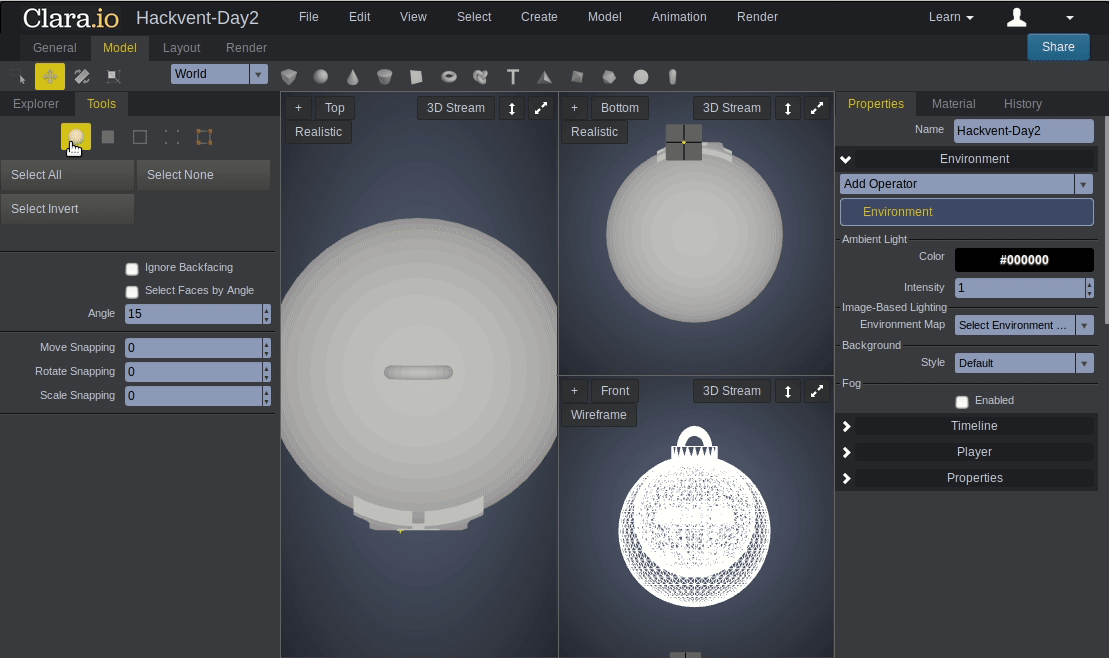 Clara.io Hackvent-Day2 File Edit View Select Create Model Animation Render Learn
General Model Layout Render Share
World T
Explorer Tools
Select All Select None
Select Invert
Ignore Backfacing
Select Faces by Angle
Angle 15
Move Snapping 0
Rotate Snapping 0
Scale Snapping 0
+ Top 3D Stream
Realistic
+ Bottom 3D Stream
Realistic
+ Front 3D Stream
Wireframe
Properties Material History
Name Hackvent-Day2
Environment
Add Operator
Environment
Ambient Light
Color #000000
Intensity 1
Image-Based Lighting
Environment Map Select Environment ...
Background
Style Default
Fog
Enabled
Timeline
Player
Properties